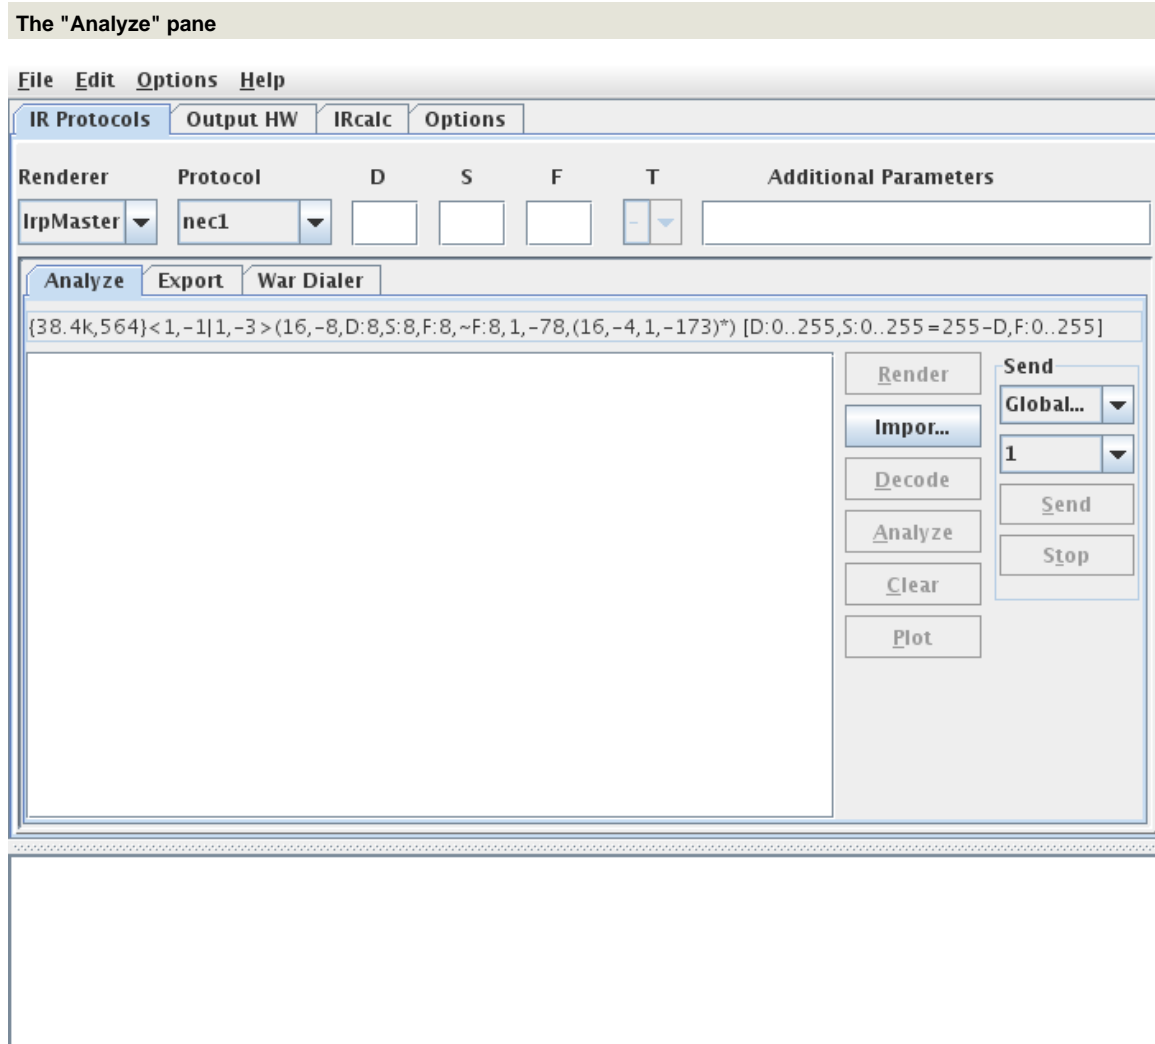 The "Analyze" pane
File Edit Options Help
IR Protocols Output HW IRcalc Options
Renderer Protocol D S F T Additional Parameters
IrpMaster nec1 -
Analyze Export War Dialer
{38.4k,564}<1,-1|1,-3>(16,-8,D:8,S:8,F:8,~F:8,1,-78,(16,-4,1,-173)*) [D:0..255,S:0..255=255-D,F:0..255]
Render
Impor...
Decode
Analyze
Clear
Plot
Send
Global...
1
Send
Stop